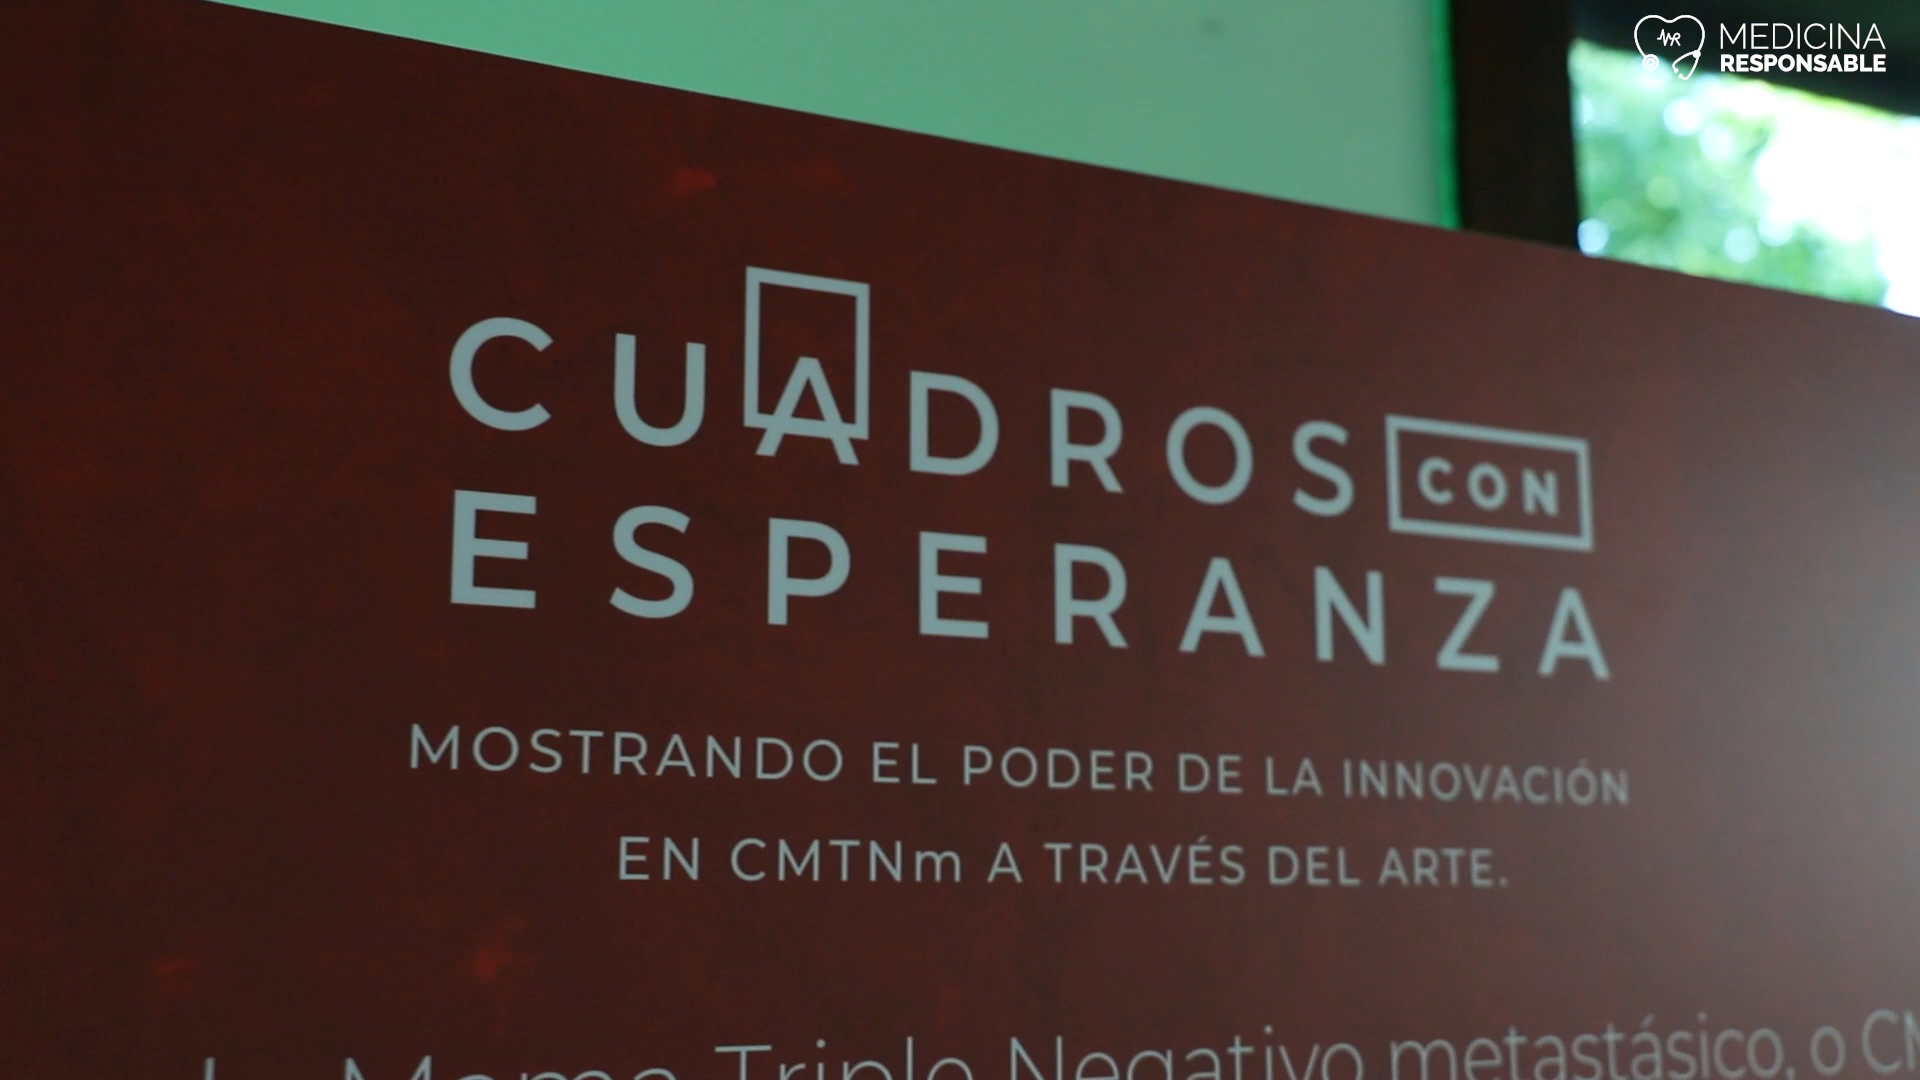 MEDICINA
RESPONSABLE
CUADROS CON
ESPERANZA
MOSTRANDO EL PODER DE LA INNOVACIÓN
EN CMTNm A TRAVÉS DEL ARTE.
Mama Triple Negativo metastásico, o